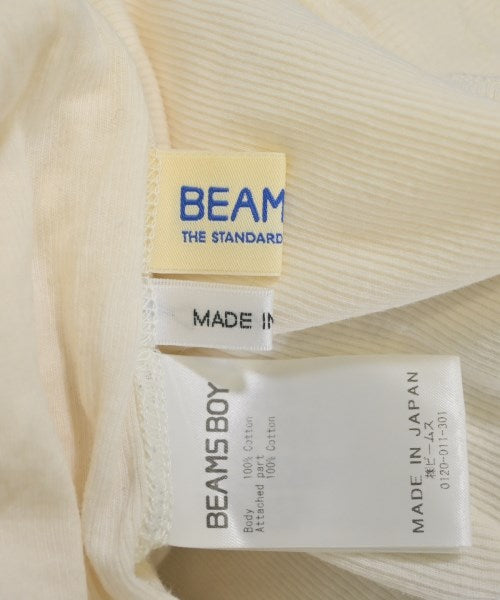 BEAMS
THE STANDARD
MADE IN
BEAMS BOY
Body 100% Cotton
Attached part 100% Cotton
MADE IN JAPAN
㈱ビームス
0120-011-301